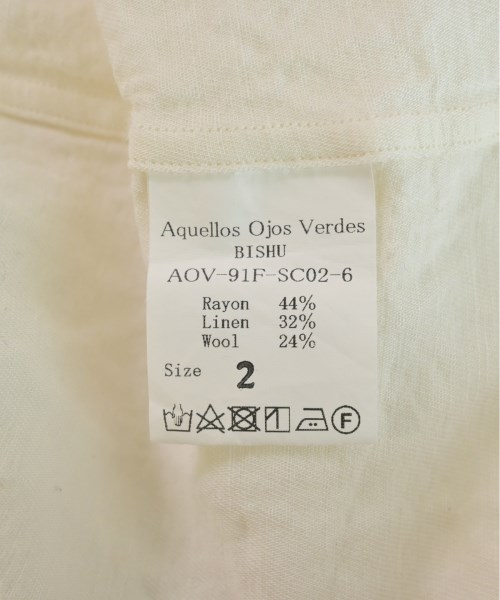 Aquellos Ojos Verdes
BISHU
AOV-91F-SC02-6
Rayon 44%
Linen 32%
Wool 24%
Size 2
F